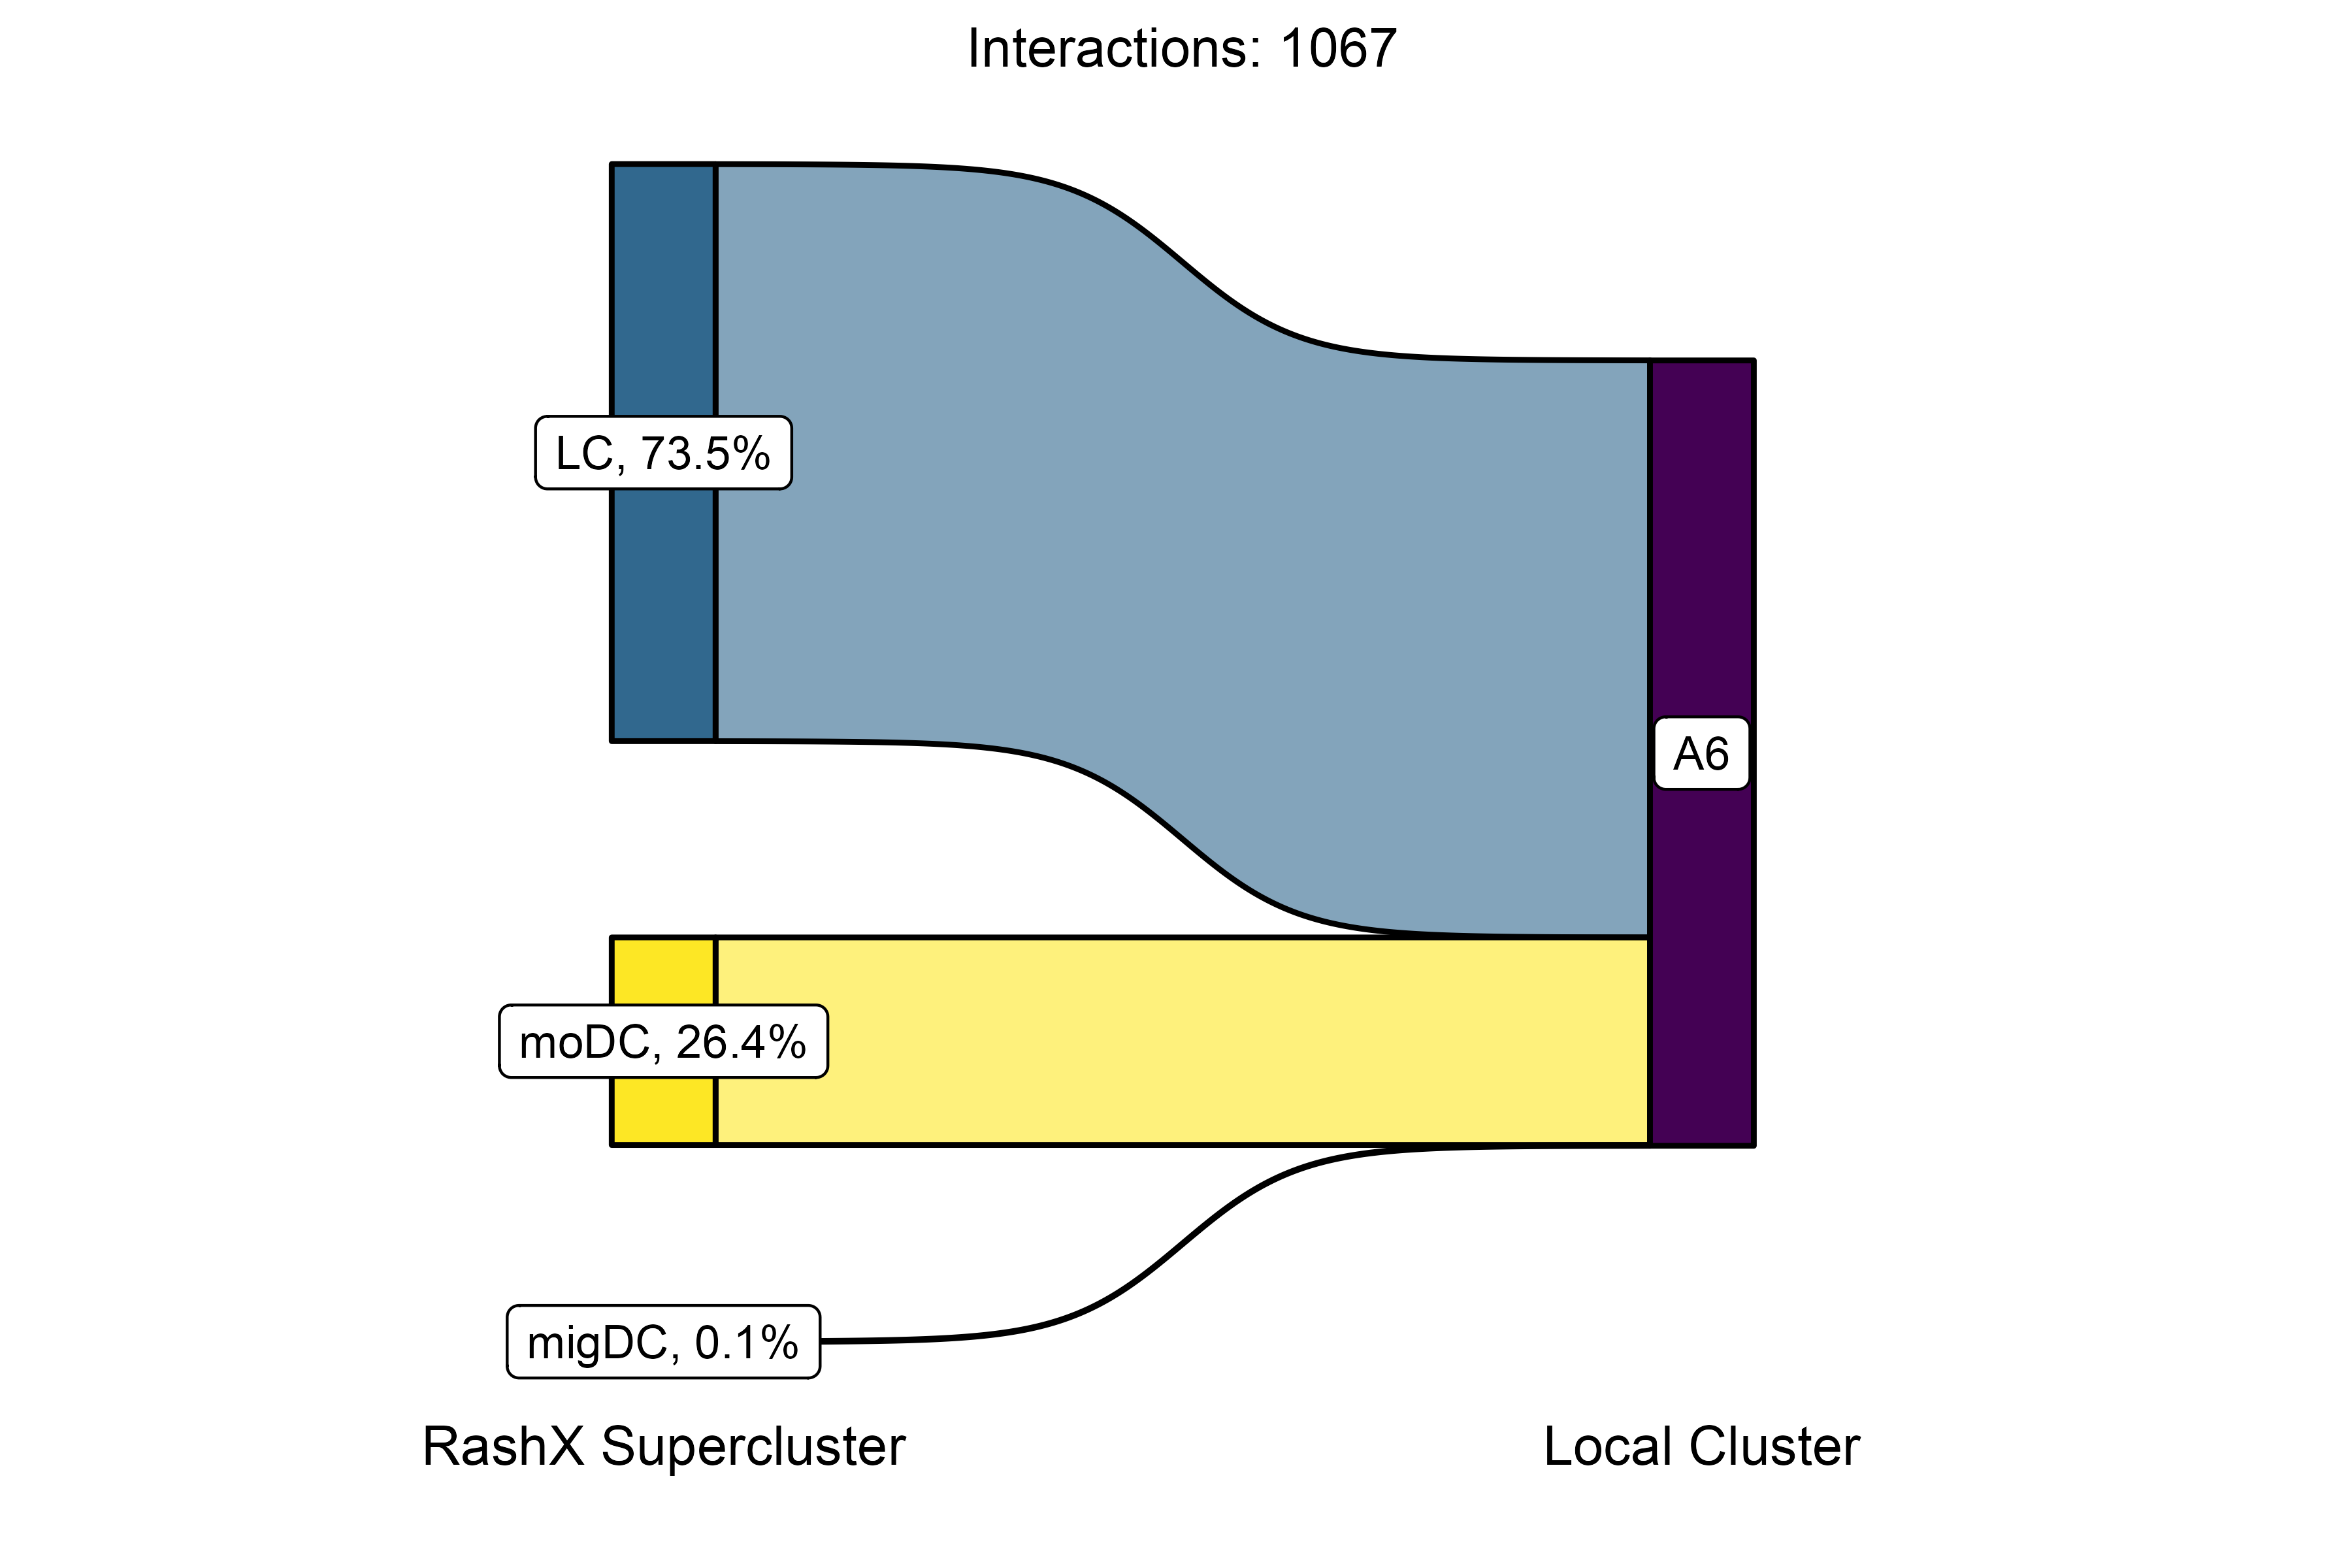 Interactions: 1067
LC, 73.5%
A6
moDC, 26.4%
migDC, 0.1%
RashX Supercluster
Local Cluster